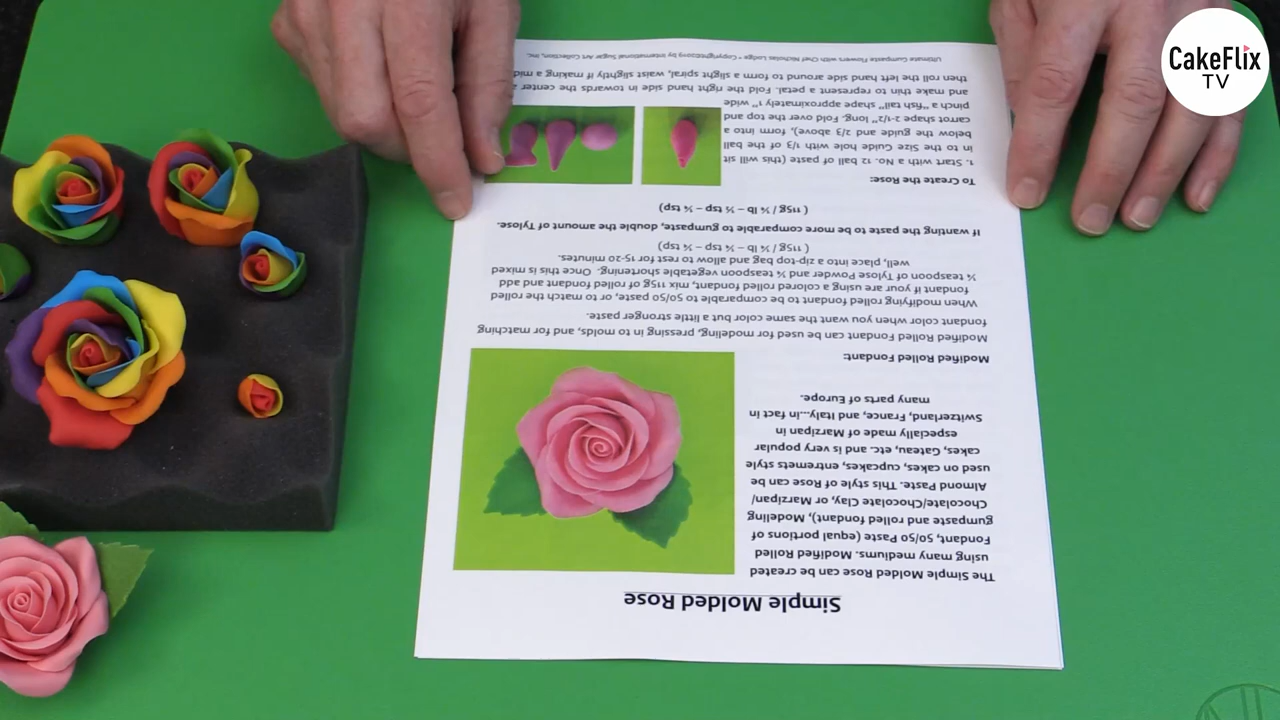 CakeFlix
TV
Simple Molded Rose
The Simple Molded Rose can be created
using many mediums. Modified Rolled
Fondant, 50/50 Paste (equal portions of
gumpaste and rolled fondant), Modeling
Chocolate/Chocolate Clay, or Marzipan/
Almond Paste. This style of Rose can be
used on cakes, cupcakes, entremets style
cakes, Gateau, etc. and is very popular
especially made of Marzipan in
Switzerland, France, and Italy...in fact in
many parts of Europe.
Modified Rolled Fondant:
Modified Rolled Fondant can be used for modeling, pressing in to molds, and for matching
fondant color when you want the same color but a little stronger paste.
When modifying rolled fondant to be comparable to 50/50 paste, or to match the rolled
fondant if your are using a colored rolled fondant, mix 115g of rolled fondant and add
¼ teaspoon of Tylose Powder and ¼ teaspoon vegetable shortening. Once this is mixed
well, place into a zip-top bag and allow to rest for 15-20 minutes.
( 115g / ¼ lb – ¼ tsp – ¼ tsp)
If wanting the paste to be more comparable to gumpaste, double the amount of Tylose.
( 115g / ¼ lb – ½ tsp – ¼ tsp)
To Create the Rose:
1. Start with a No. 12 ball of paste (this will sit
in to the Size Guide hole with 1/3 of the ball
below the guide and 2/3 above), form into a
carrot shape 2-1/2" long. Fold over the top and
pinch a "fish tail" shape approximately 1" wide
and make thin to represent a petal. Fold the right hand side in towards the center
then roll the left hand side around to form a slight spiral, waist slightly if making a mid
Ultimate Gumpaste Flowers with Chef Nicholas Lodge • Copyright©2015 by International Sugar Art Collection, Inc.